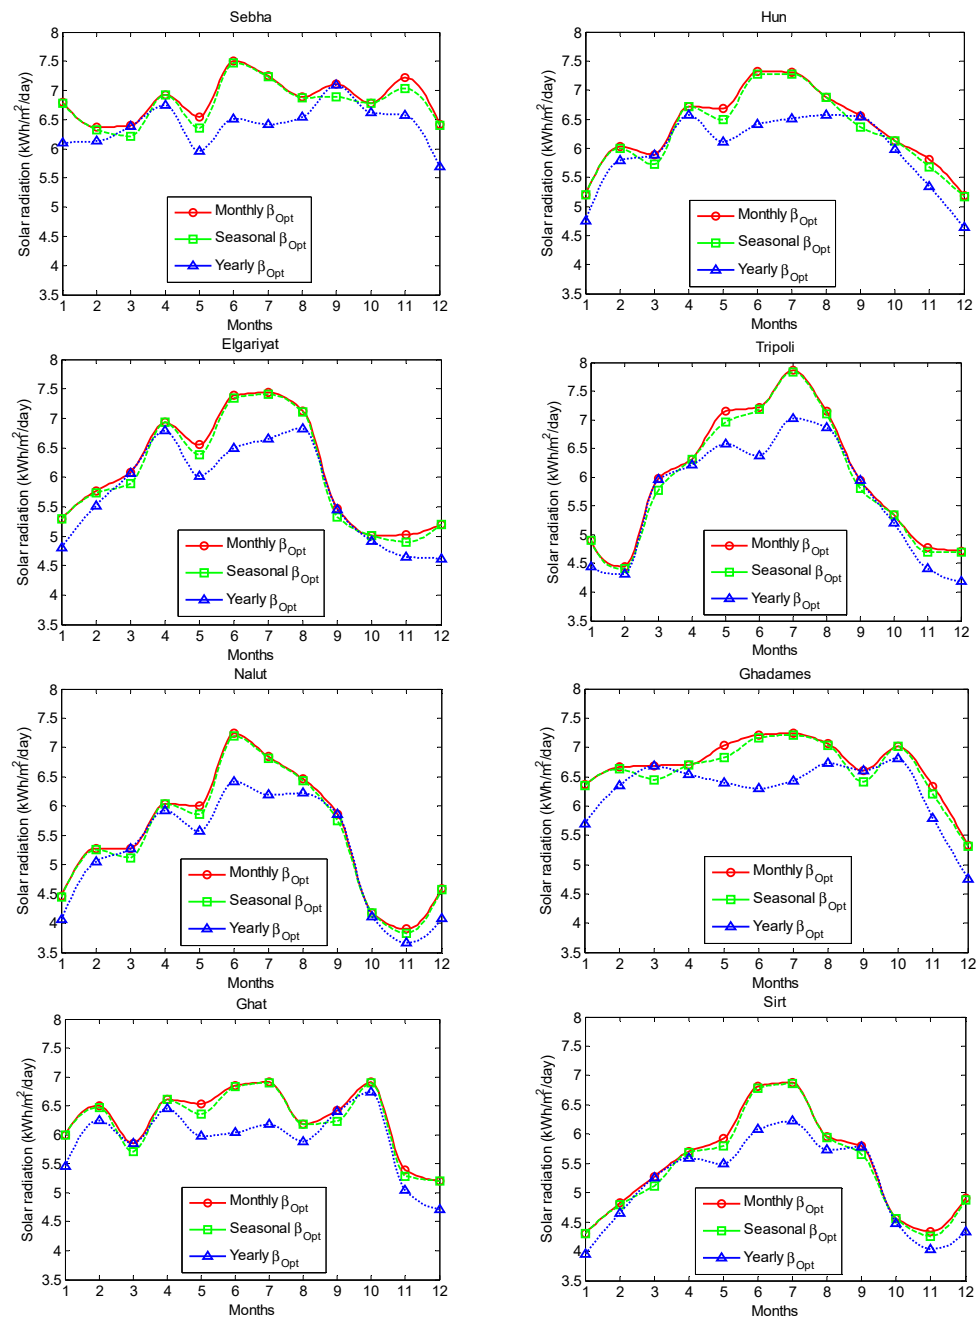 Sebha
Solar radiation (kWh/m²/day)
8
7.5
7
6.5
6
5.5
5
4.5
4
3.5
Monthly βOpt
Seasonal βOpt
Yearly βOpt
1 2 3 4 5 6 7 8 9 10 11 12
Months
Hun
Solar radiation (kWh/m²/day)
8
7.5
7
6.5
6
5.5
5
4.5
4
3.5
Monthly βOpt
Seasonal βOpt
Yearly βOpt
1 2 3 4 5 6 7 8 9 10 11 12
Months
Elgariyat
Solar radiation (kWh/m²/day)
8
7.5
7
6.5
6
5.5
5
4.5
4
3.5
Monthly βOpt
Seasonal βOpt
Yearly βOpt
1 2 3 4 5 6 7 8 9 10 11 12
Months
Tripoli
Solar radiation (kWh/m²/day)
8
7.5
7
6.5
6
5.5
5
4.5
4
3.5
Monthly βOpt
Seasonal βOpt
Yearly βOpt
1 2 3 4 5 6 7 8 9 10 11 12
Months
Nalut
Solar radiation (kWh/m²/day)
8
7.5
7
6.5
6
5.5
5
4.5
4
3.5
Monthly βOpt
Seasonal βOpt
Yearly βOpt
1 2 3 4 5 6 7 8 9 10 11 12
Months
Ghadames
Solar radiation (kWh/m²/day)
8
7.5
7
6.5
6
5.5
5
4.5
4
3.5
Monthly βOpt
Seasonal βOpt
Yearly βOpt
1 2 3 4 5 6 7 8 9 10 11 12
Months
Ghat
Solar radiation (kWh/m²/day)
8
7.5
7
6.5
6
5.5
5
4.5
4
3.5
Monthly βOpt
Seasonal βOpt
Yearly βOpt
1 2 3 4 5 6 7 8 9 10 11 12
Months
Sirt
Solar radiation (kWh/m²/day)
8
7.5
7
6.5
6
5.5
5
4.5
4
3.5
Monthly βOpt
Seasonal βOpt
Yearly βOpt
1 2 3 4 5 6 7 8 9 10 11 12
Months